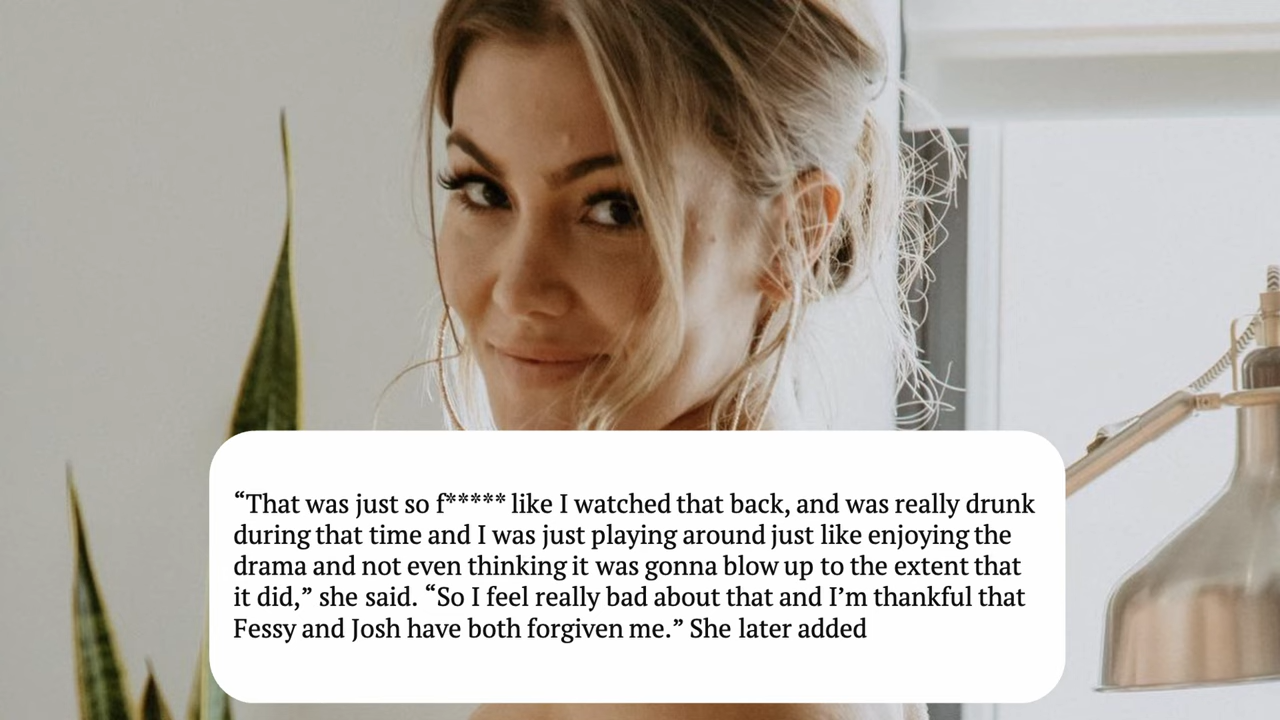 “That was just so f***** like I watched that back, and was really drunk
during that time and I was just playing around just like enjoying the
drama and not even thinking it was gonna blow up to the extent that
it did,” she said. “So I feel really bad about that and I’m thankful that
Fessy and Josh have both forgiven me.” She later added